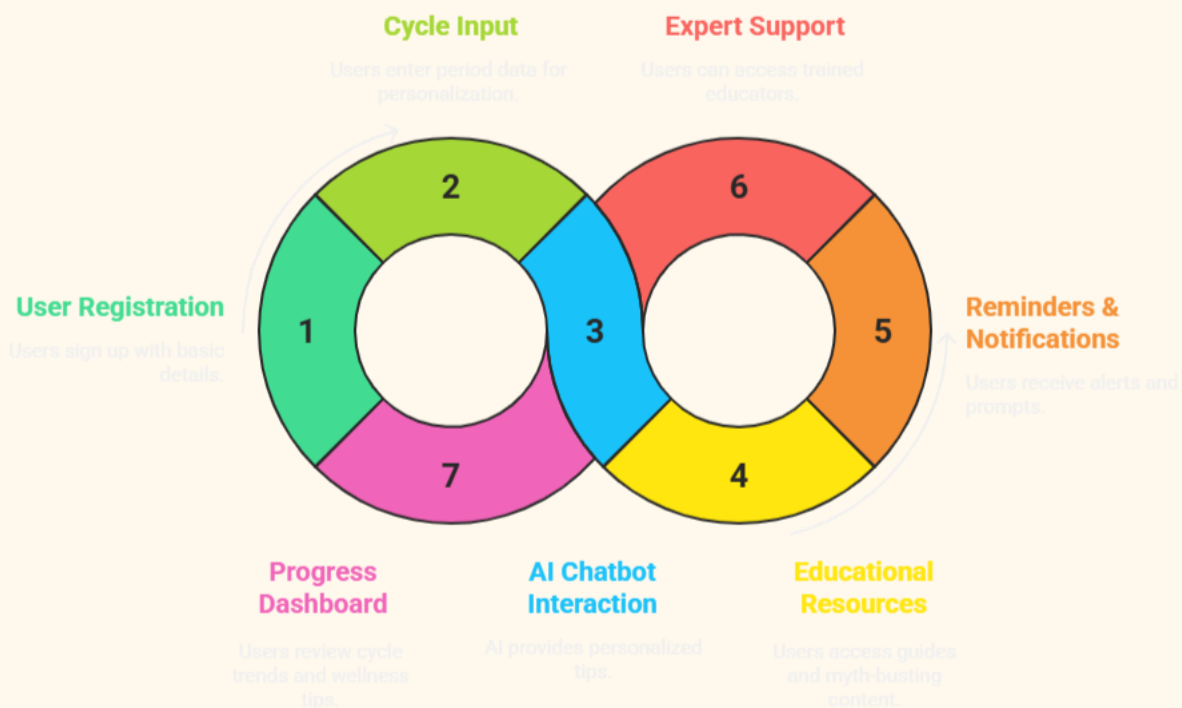 Cycle Input
Users enter period data for
personalization.
Expert Support
Users can access trained
educators.
2
6
User Registration
Users sign up with basic
details.
1
3
5
Reminders &
Notifications
Users receive alerts and
prompts.
7
4
Progress
Dashboard
Users review cycle
trends and wellness
tips.
AI Chatbot
Interaction
AI provides personalized
tips.
Educational
Resources
Users access guides
and myth-busting
content.